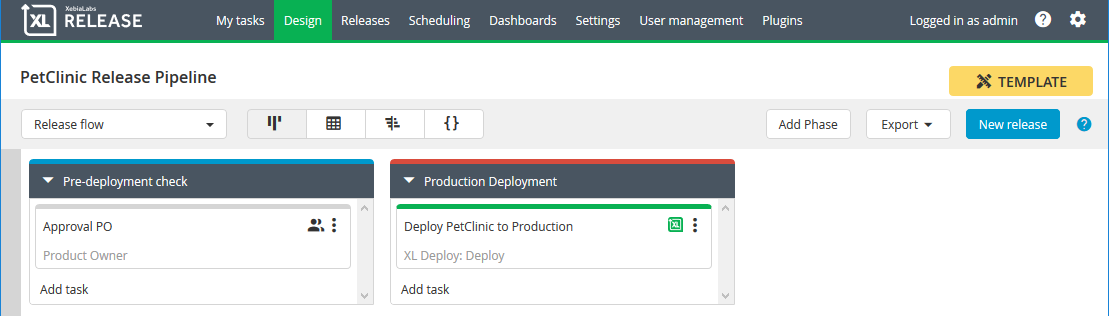 XL XebiaLabs RELEASE My tasks Design Releases Scheduling Dashboards Settings User management Plugins Logged in as admin ?
PetClinic Release Pipeline
TEMPLATE
Release flow {} Add Phase Export New release ?
Pre-deployment check Production Deployment
Approval PO Deploy PetClinic to Production XL
Product Owner XL Deploy: Deploy
Add task Add task